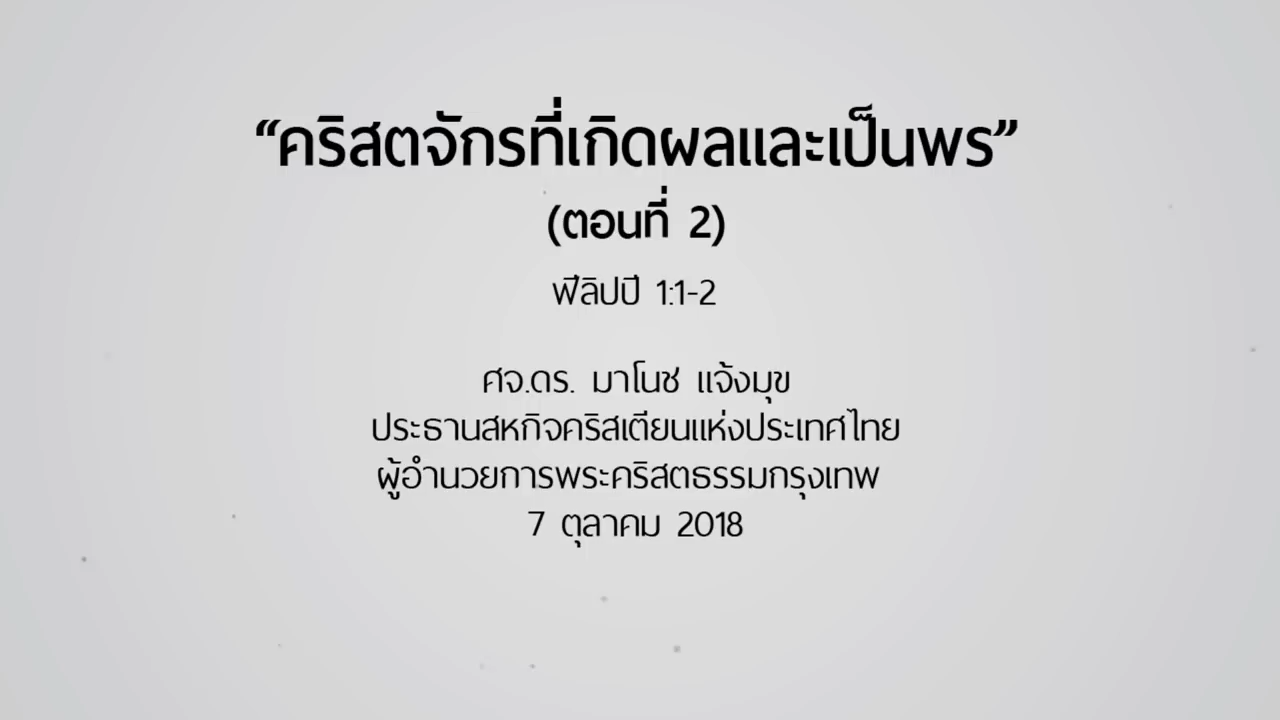 “คริสตจักรที่เกิดผลและเป็นพร”
(ตอนที่ 2)
ฟีลิปปี 1:1-2
ศจ.ดร. มาโนช แจ้งมุข
ประธานสหกิจคริสเตียนแห่งประเทศไทย
ผู้อำนวยการพระคริสตธรรมกรุงเทพ
7 ตุลาคม 2018